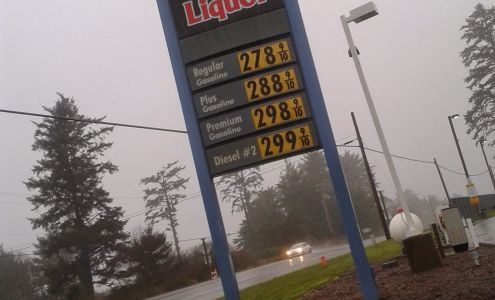 Liquor
Regular 278 9/10
Gasoline
Plus 288 9/10
Gasoline
Premium 298 9/10
Gasoline
Diesel #2 299 9/10